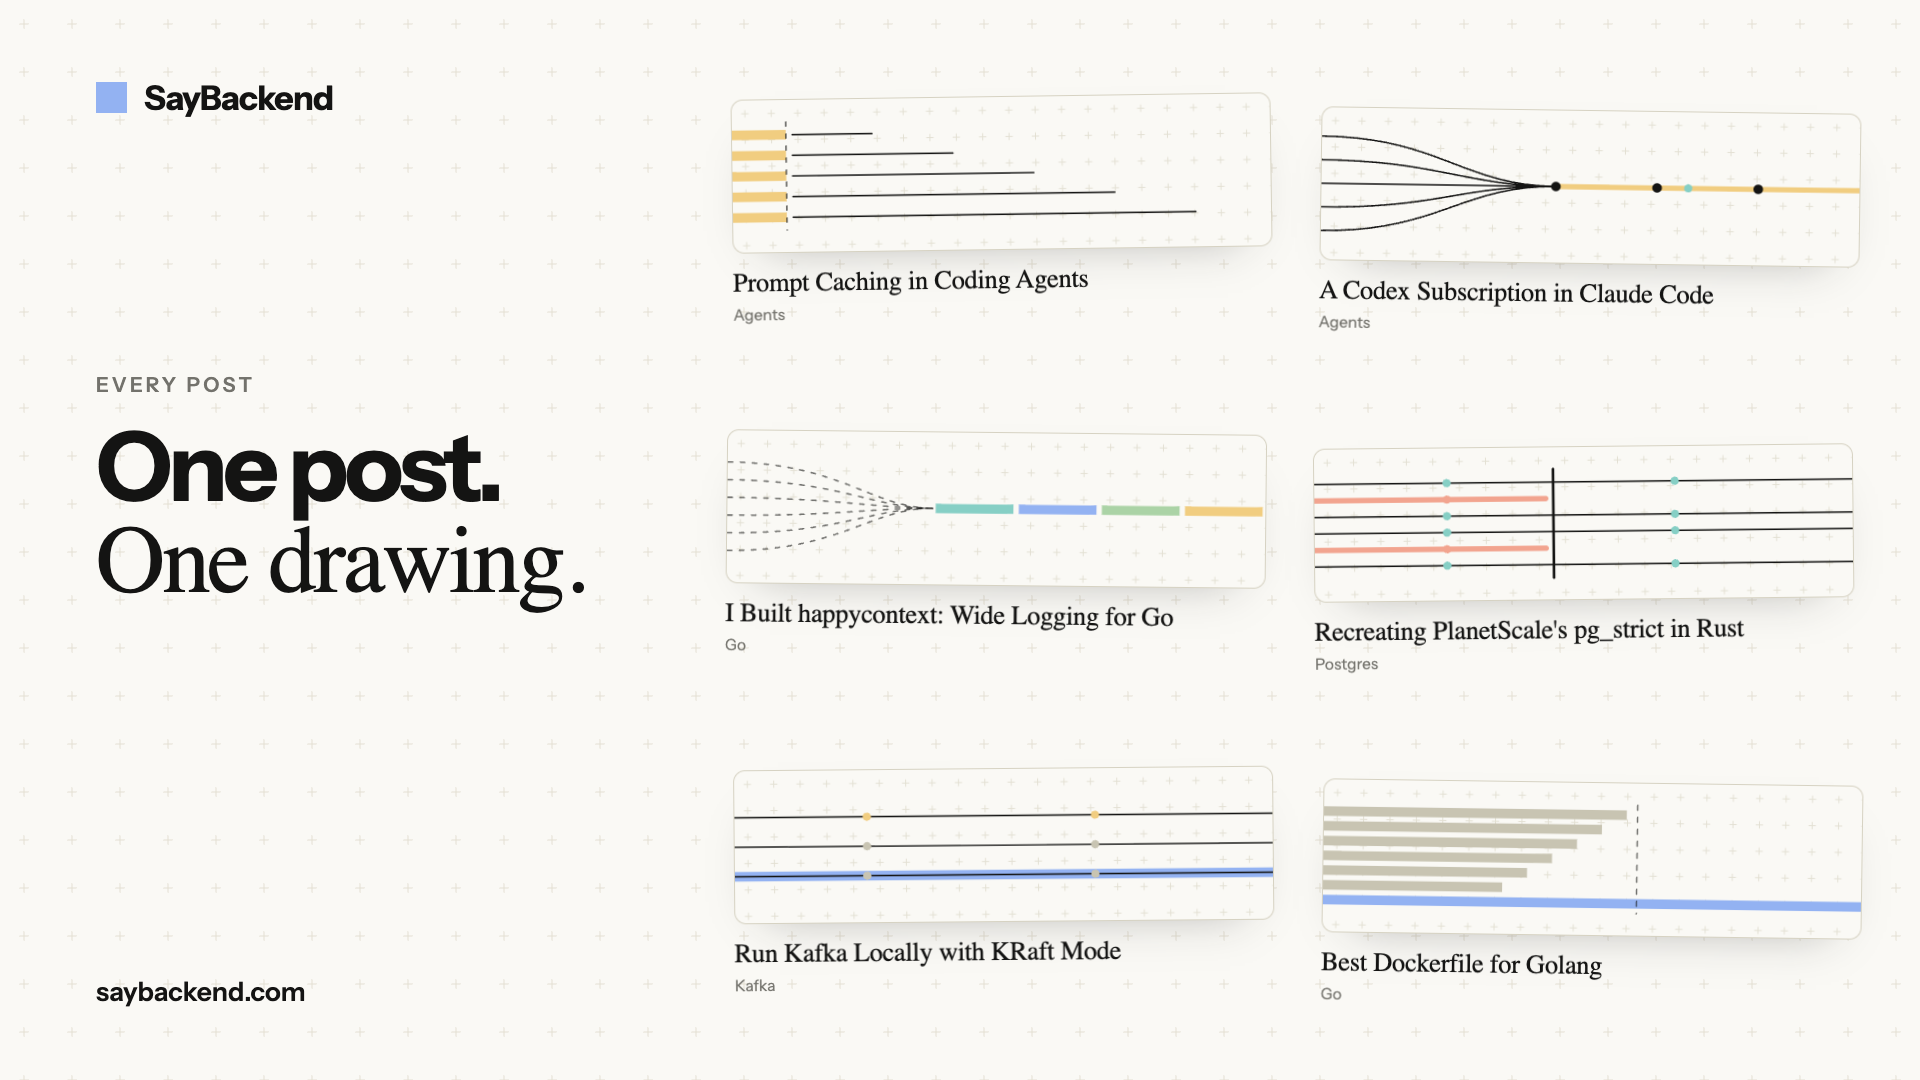 SayBackend
EVERY POST
One post.
One drawing.
saybackend.com
Prompt Caching in Coding Agents
Agents
A Codex Subscription in Claude Code
Agents
I Built happycontext: Wide Logging for Go
Go
Recreating PlanetScale's pg_strict in Rust
Postgres
Run Kafka Locally with KRaft Mode
Kafka
Best Dockerfile for Golang
Go